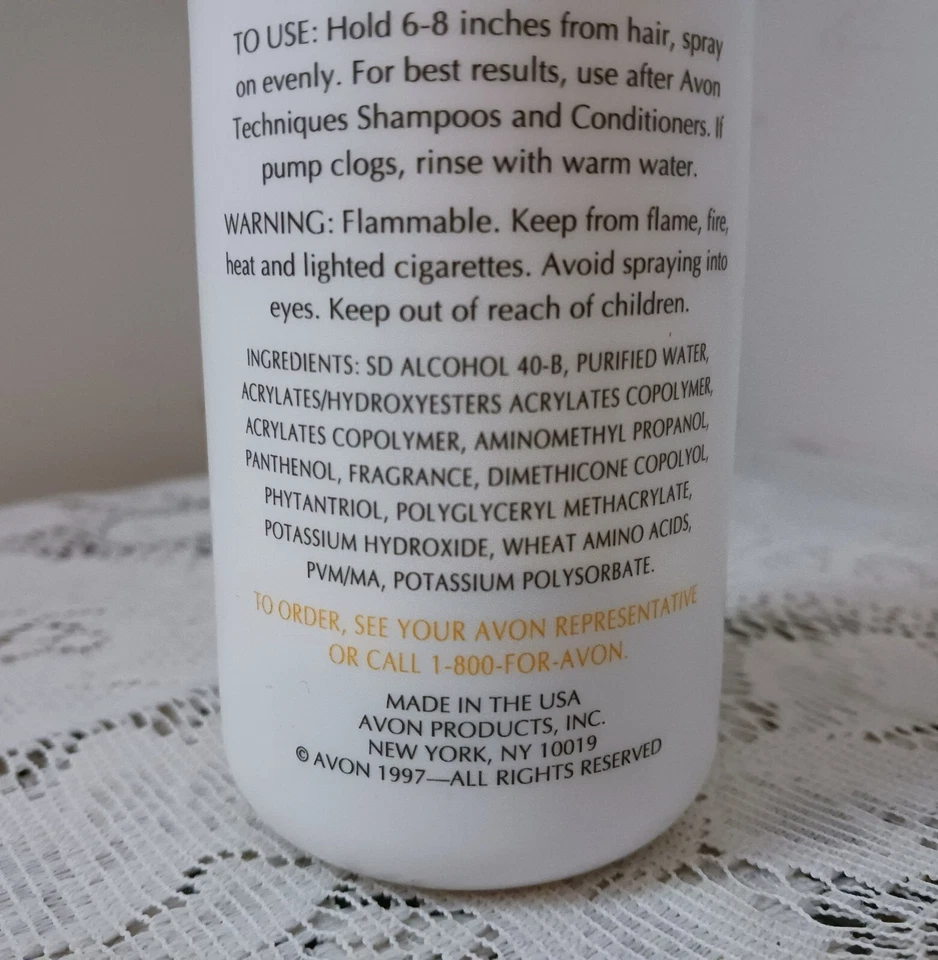 TO USE: Hold 6-8 inches from hair, spray
on evenly. For best results, use after Avon
Techniques Shampoos and Conditioners. If
pump clogs, rinse with warm water.
WARNING: Flammable. Keep from flame, fire,
heat and lighted cigarettes. Avoid spraying into
eyes. Keep out of reach of children.
INGREDIENTS: SD ALCOHOL 40-B, PURIFIED WATER,
ACRYLATES/HYDROXYESTERS ACRYLATES COPOLYMER,
ACRYLATES COPOLYMER, AMINOMETHYL PROPANOL,
PANTHENOL, FRAGRANCE, DIMETHICONE COPOLYOL,
PHYTANTRIOL, POLYGLYCERYL METHACRYLATE,
POTASSIUM HYDROXIDE, WHEAT AMINO ACIDS,
PVM/MA, POTASSIUM POLYSORBATE.
TO ORDER, SEE YOUR AVON REPRESENTATIVE
OR CALL 1-800-FOR-AVON.
MADE IN THE USA
AVON PRODUCTS, INC.
NEW YORK, NY 10019
© AVON 1997—ALL RIGHTS RESERVED